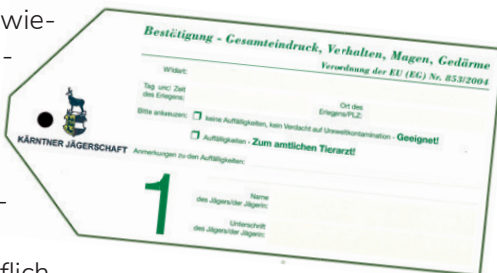 wie-
-
-
flich
Bestätigung - Gesamteindruck, Verhalten, Magen, Gedärme
Verordnung der EU (EG) Nr. 853/2004
Wildart:
Tag und Zeit
des Erlegens:
Ort des
Erlegens/PLZ:
Bitte ankreuzen:
keine Auffälligkeiten, kein Verdacht auf Umweltkontamination - Geeignet!
Auffälligkeiten - Zum amtlichen Tierarzt!
KÄRNTNER JÄGERSCHAFT
Anmerkungen zu den Auffälligkeiten:
1
Name
des Jägers/der Jägerin:
Unterschrift
des Jägers/der Jägerin: